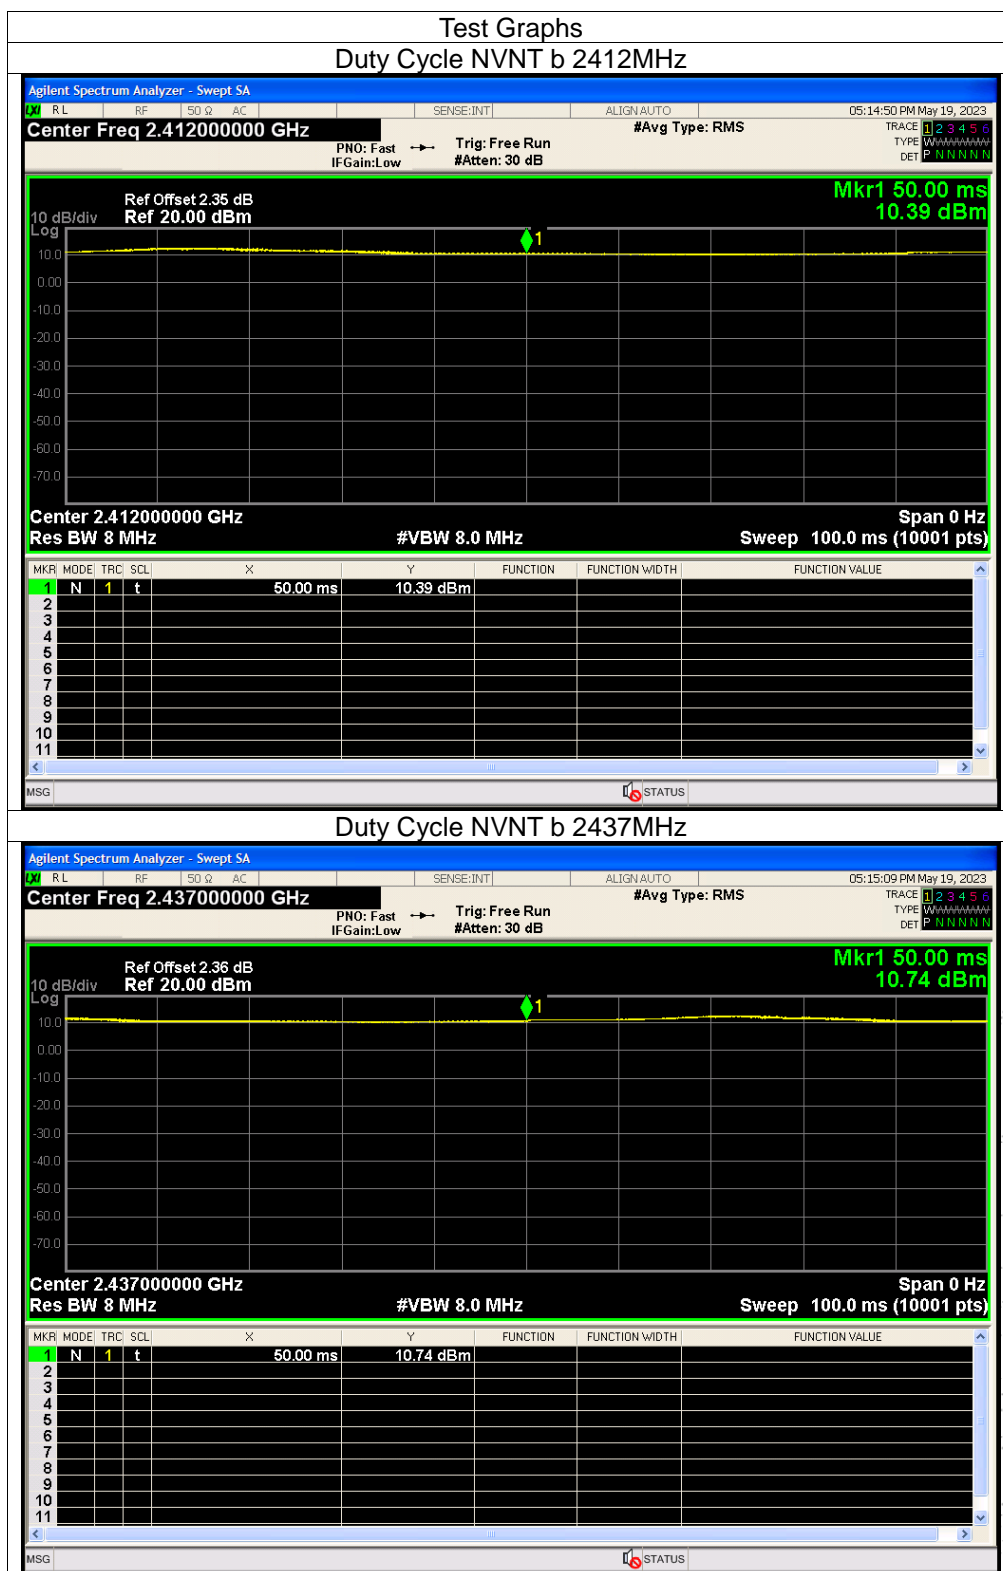 Test Graphs
Duty Cycle NVNT b 2412MHz
Agilent Spectrum Analyzer - Swept SA
LXI RL RF 50 Ω AC SENSE:INT ALIGN AUTO 05:14:50 PM May 19, 2023
Center Freq 2.412000000 GHz #Avg Type: RMS TRACE 1 2 3 4 5 6
PNO: Fast Trig: Free Run TYPE W
IFGain:Low #Atten: 30 dB DET P N N N N N
Mkr1 50.00 ms
Ref Offset 2.35 dB
10 dB/div Ref 20.00 dBm 10.39 dBm
Log
1
10.0
0.00
-10.0
-20.0
-30.0
-40.0
-50.0
-60.0
-70.0
Center 2.412000000 GHz Span 0 Hz
Res BW 8 MHz #VBW 8.0 MHz Sweep 100.0 ms (10001 pts)
MKR MODE TRC SCL X Y FUNCTION FUNCTION WIDTH FUNCTION VALUE
1 N 1 t 50.00 ms 10.39 dBm
2
3
4
5
6
7
8
9
10
11
MSG STATUS
Duty Cycle NVNT b 2437MHz
Agilent Spectrum Analyzer - Swept SA
LXI RL RF 50 Ω AC SENSE:INT ALIGN AUTO 05:15:09 PM May 19, 2023
Center Freq 2.437000000 GHz #Avg Type: RMS TRACE 1 2 3 4 5 6
PNO: Fast Trig: Free Run TYPE W
IFGain:Low #Atten: 30 dB DET P N N N N N
Mkr1 50.00 ms
Ref Offset 2.36 dB
10 dB/div Ref 20.00 dBm 10.74 dBm
Log
1
10.0
0.00
-10.0
-20.0
-30.0
-40.0
-50.0
-60.0
-70.0
Center 2.437000000 GHz Span 0 Hz
Res BW 8 MHz #VBW 8.0 MHz Sweep 100.0 ms (10001 pts)
MKR MODE TRC SCL X Y FUNCTION FUNCTION WIDTH FUNCTION VALUE
1 N 1 t 50.00 ms 10.74 dBm
2
3
4
5
6
7
8
9
10
11
MSG STATUS